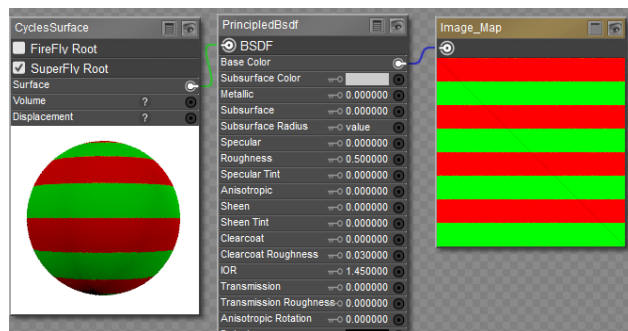 CyclesSurface
FireFly Root
SuperFly Root
Surface
Volume ?
Displacement ?
PrincipledBsdf
BSDF
Base Color
Subsurface Color
Metallic 0.000000
Subsurface 0.000000
Subsurface Radius value
Specular 0.000000
Roughness 0.500000
Specular Tint 0.000000
Anisotropic 0.000000
Sheen 0.000000
Sheen Tint 0.000000
Clearcoat 0.000000
Clearcoat Roughness 0.030000
IOR 1.450000
Transmission 0.000000
Transmission Roughness 0.000000
Anisotropic Rotation 0.000000
Image_Map